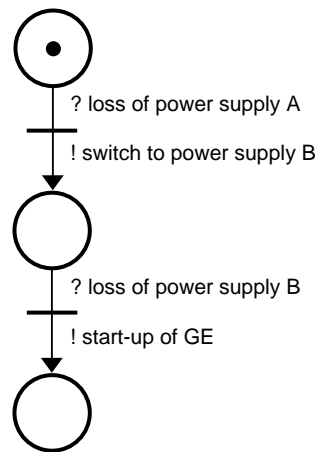 ? loss of power supply A
! switch to power supply B
? loss of power supply B
! start-up of GE